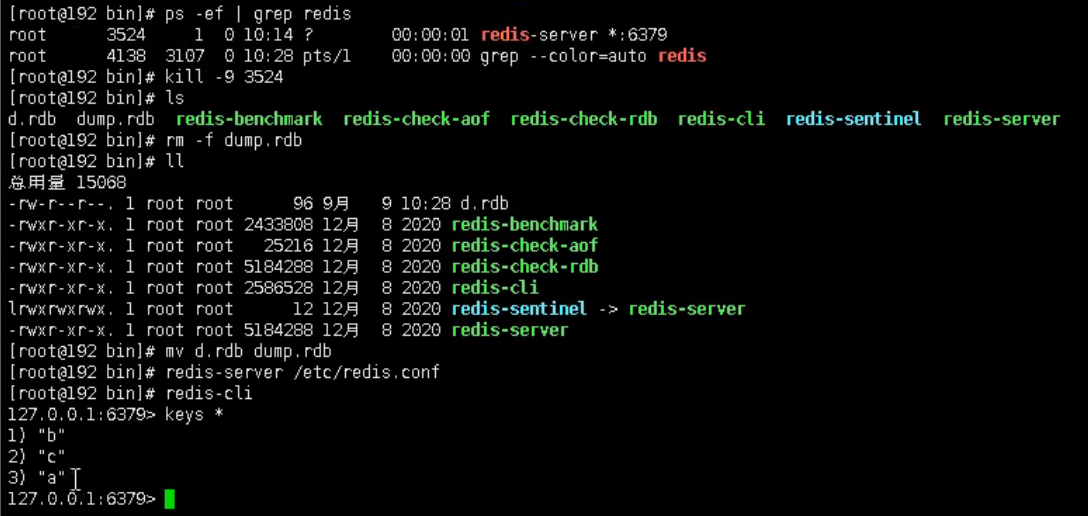 [root@192 bin]# ps -ef | grep redis
root      3524     1  0 10:14 ?        00:00:01 redis-server *:6379
root      4138  3107  0 10:28 pts/1    00:00:00 grep --color=auto redis
[root@192 bin]# kill -9 3524
[root@192 bin]# ls
d.rdb  dump.rdb  redis-benchmark  redis-check-aof  redis-check-rdb  redis-cli  redis-sentinel  redis-server
[root@192 bin]# rm -f dump.rdb
[root@192 bin]# ll
总用量 15068
-rw-r--r--. 1 root root      96 9月   9 10:28 d.rdb
-rwxr-xr-x. 1 root root 2433808 12月  8 2020 redis-benchmark
-rwxr-xr-x. 1 root root   25216 12月  8 2020 redis-check-aof
-rwxr-xr-x. 1 root root 5184288 12月  8 2020 redis-check-rdb
-rwxr-xr-x. 1 root root 2586528 12月  8 2020 redis-cli
lrwxrwxrwx. 1 root root      12 12月  8 2020 redis-sentinel -> redis-server
-rwxr-xr-x. 1 root root 5184288 12月  8 2020 redis-server
[root@192 bin]# mv d.rdb dump.rdb
[root@192 bin]# redis-server /etc/redis.conf
[root@192 bin]# redis-cli
127.0.0.1:6379> keys *
1) "b"
2) "c"
3) "a"
127.0.0.1:6379>